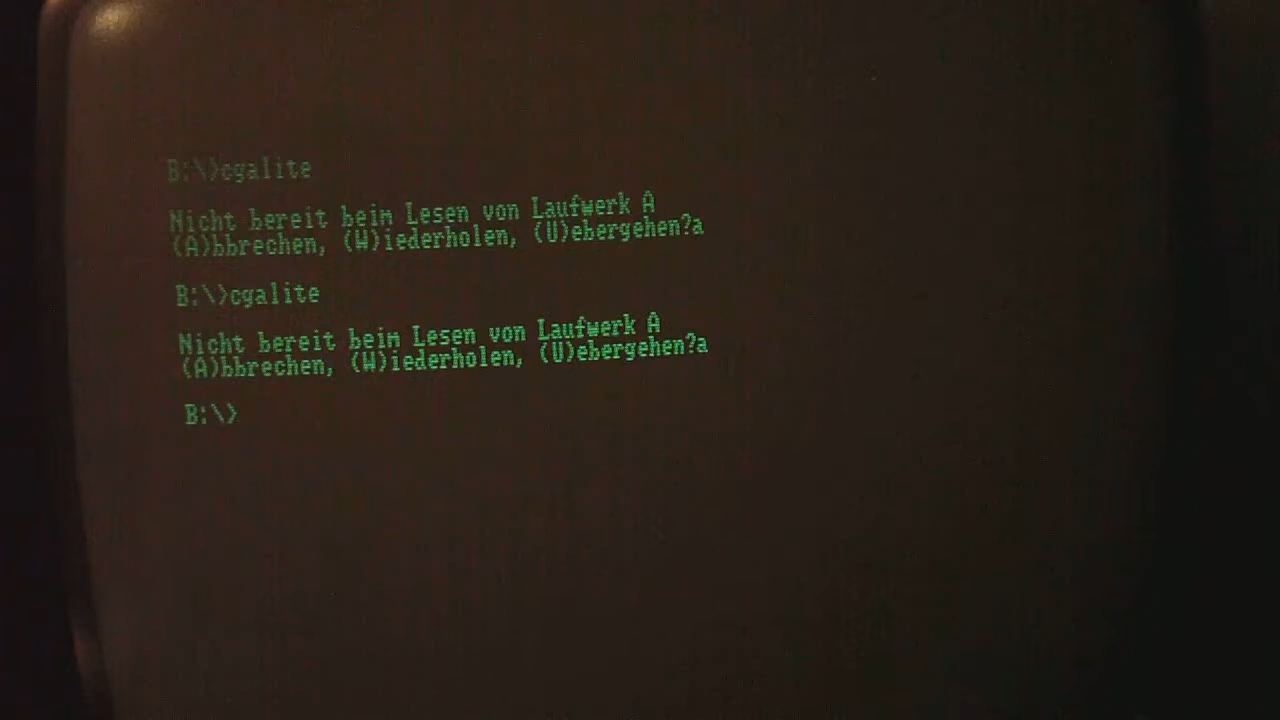 B:\>cgalite
Nicht bereit beim Lesen von Laufwerk A
(A)bbrechen, (W)iederholen, (U)ebergehen?a
B:\>cgalite
Nicht bereit beim Lesen von Laufwerk A
(A)bbrechen, (W)iederholen, (U)ebergehen?a
B:\>